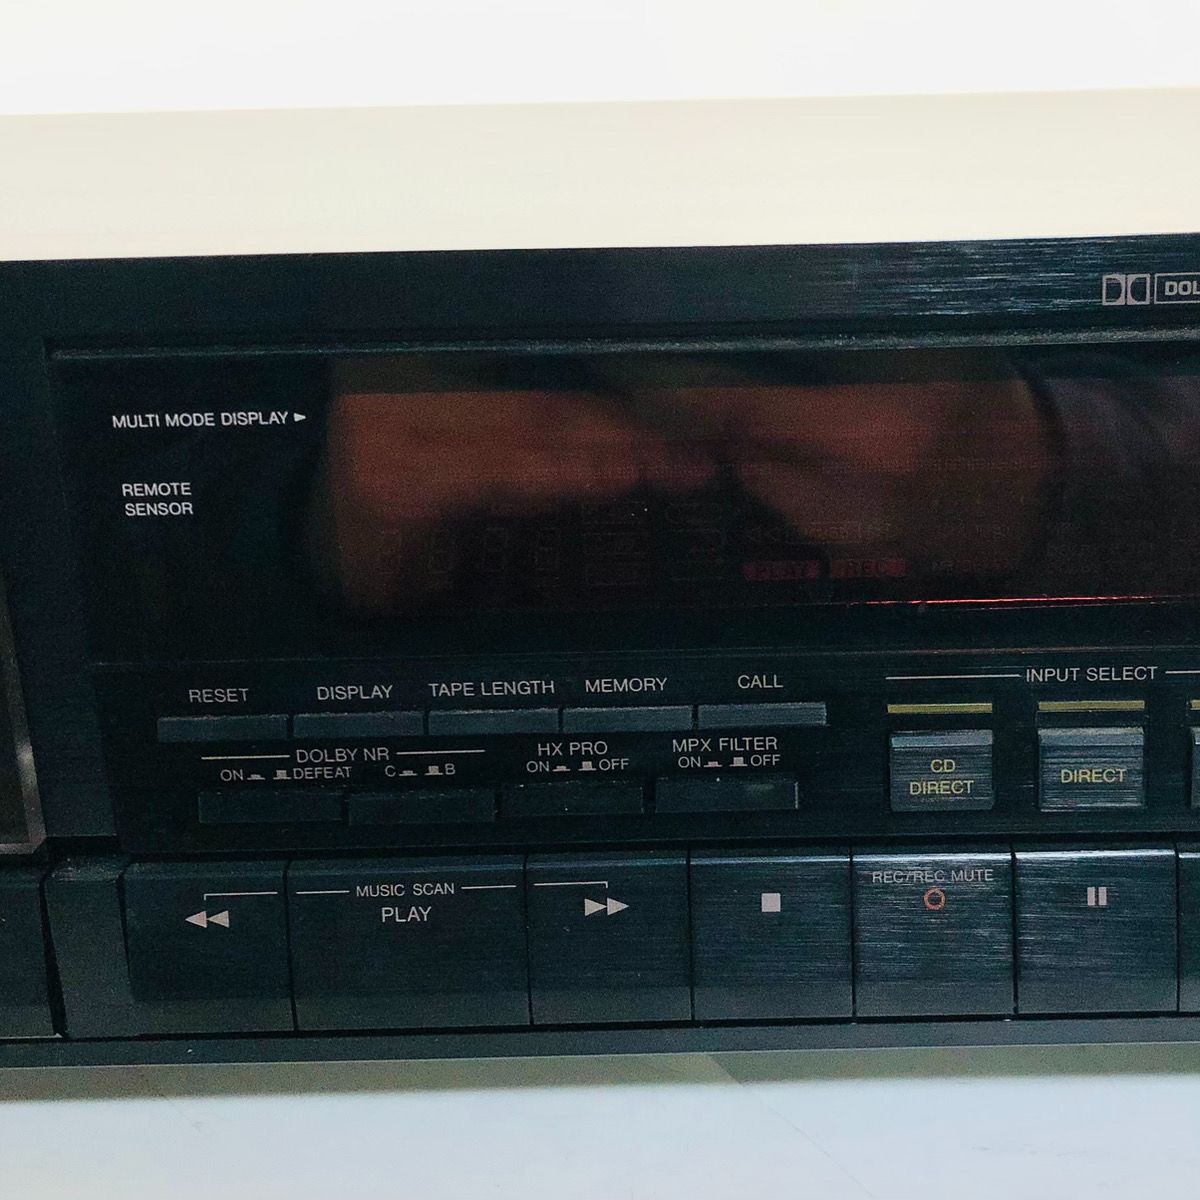 DOL
MULTI MODE DISPLAY
REMOTE
SENSOR
PLAY REC
RESET DISPLAY TAPE LENGTH MEMORY CALL
INPUT SELECT
DOLBY NR HX PRO MPX FILTER
ON DEFEAT C B ON OFF ON OFF
CD
DIRECT
DIRECT
MUSIC SCAN
PLAY
REC/REC MUTE